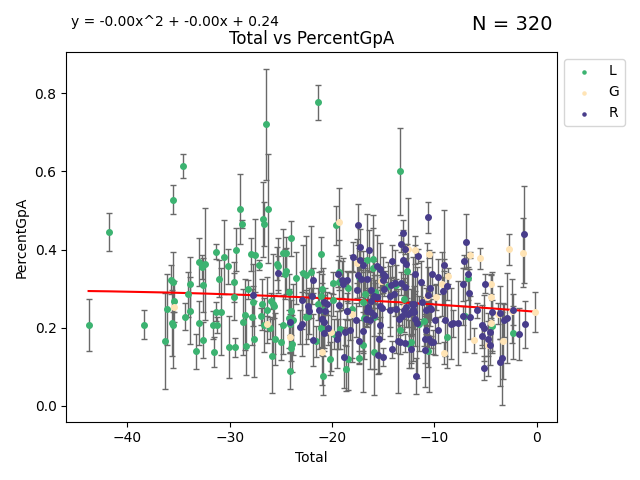 y = -0.00x^2 + -0.00x + 0.24
N = 320
Total vs PercentGpA
L
G
R
PercentGpA
0.8
0.6
0.4
0.2
0.0
−40
−30
−20
−10
0
Total